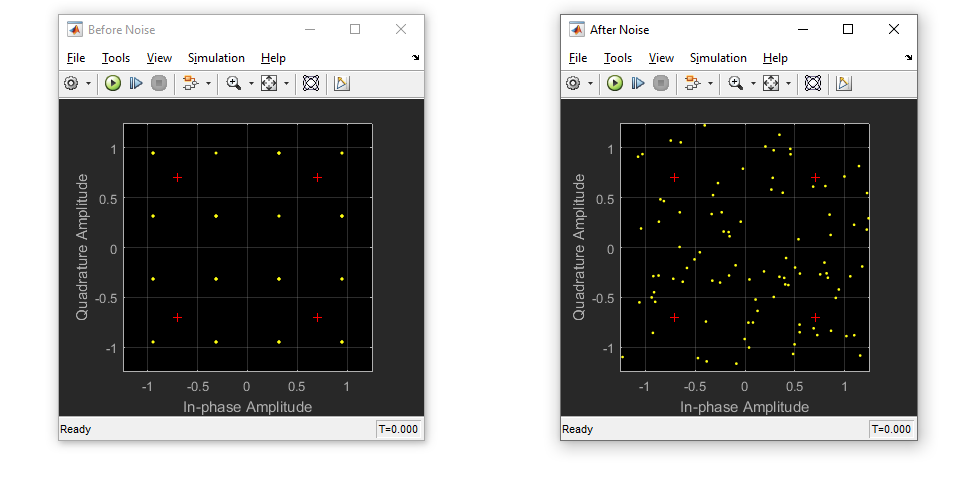 Before Noise
File Tools View Simulation Help
1
0.5
0
-0.5
-1
Quadrature Amplitude
-1 -0.5 0 0.5 1
In-phase Amplitude
Ready T=0.000
After Noise
File Tools View Simulation Help
1
0.5
0
-0.5
-1
Quadrature Amplitude
-1 -0.5 0 0.5 1
In-phase Amplitude
Ready T=0.000